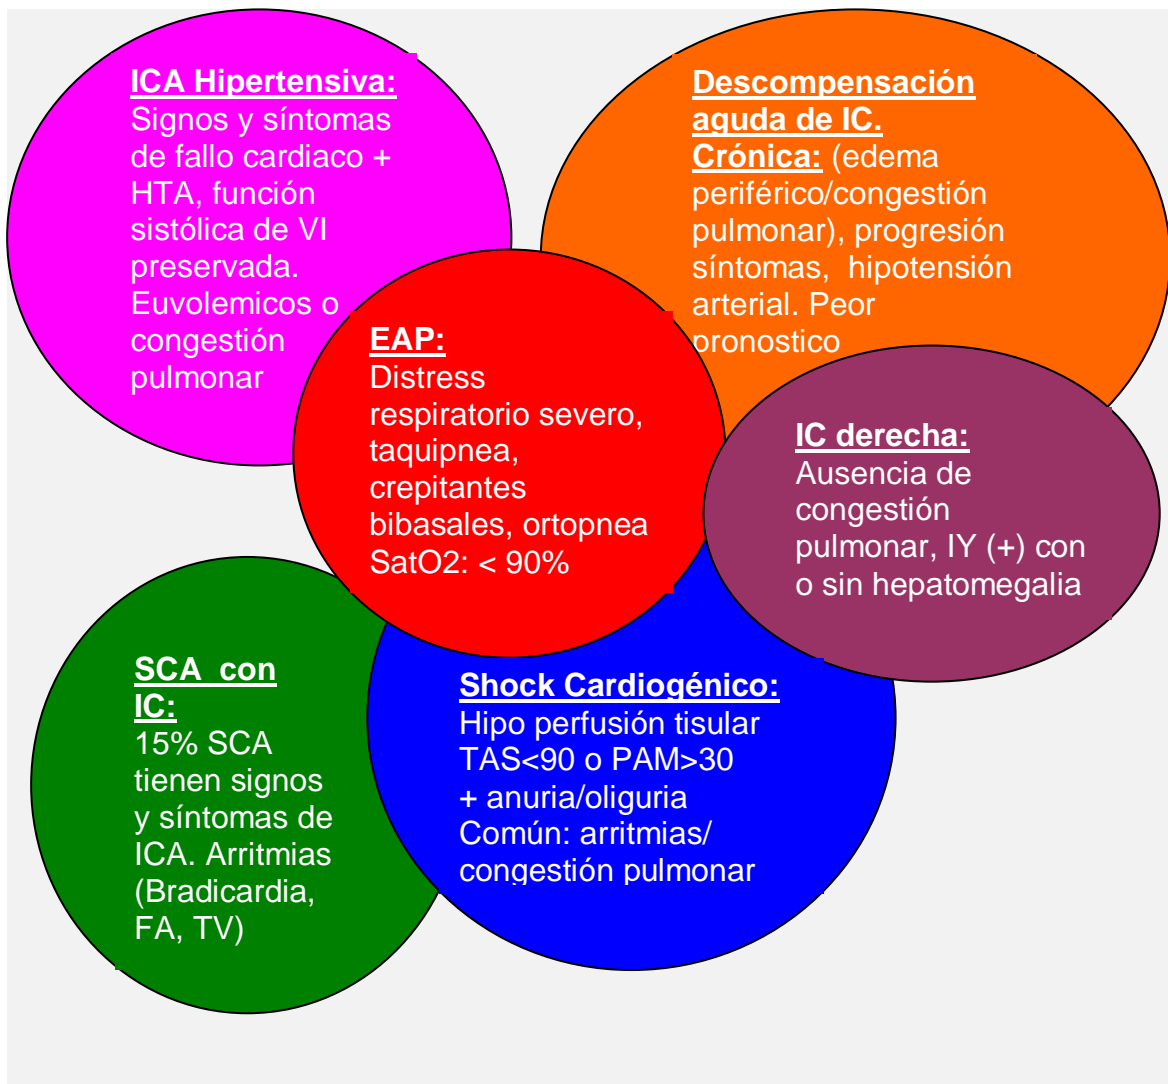 ICA Hipertensiva:
Signos y síntomas
de fallo cardiaco +
HTA, función
sistólica de VI
preservada.
Euvolemicos o
congestión
pulmonar
Descompensación
aguda de IC.
Crónica: (edema
periférico/congestión
pulmonar), progresión
síntomas, hipotensión
arterial. Peor
pronostico
EAP:
Distress
respiratorio severo,
taquipnea,
crepitantes
bibasales, ortopnea
SatO2: < 90%
IC derecha:
Ausencia de
congestión
pulmonar, IY (+) con
o sin hepatomegalia
SCA con
IC:
15% SCA
tienen signos
y síntomas de
ICA. Arritmias
(Bradicardia,
FA, TV)
Shock Cardiogénico:
Hipo perfusión tisular
TAS<90 o PAM>30
+ anuria/oliguria
Común: arritmias/
congestión pulmonar